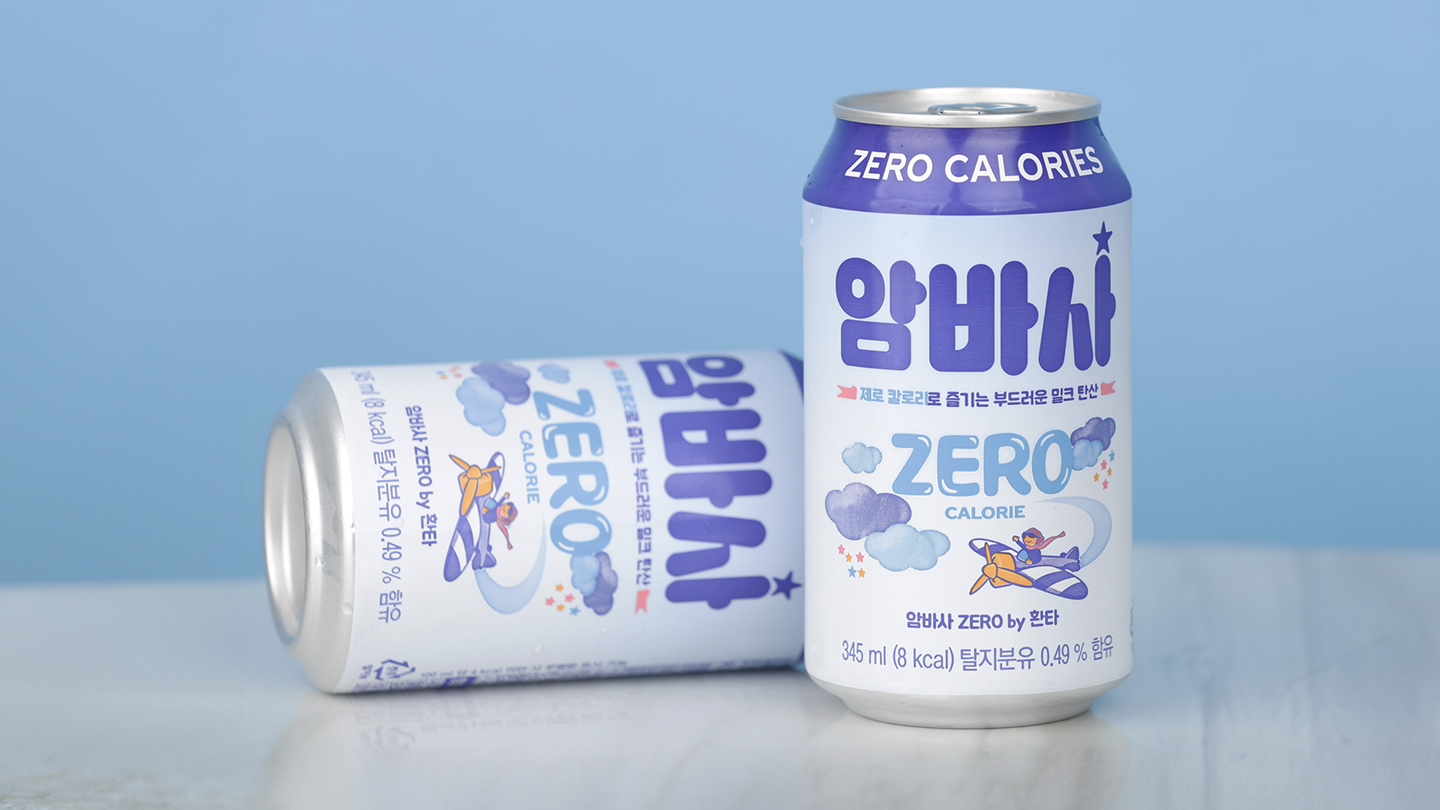 ZERO CALORIES
암바사
제로 칼로리로 즐기는 부드러운 밀크 탄산
ZERO
CALORIE
암바사 ZERO by 환타
345 ml (8 kcal) 탈지분유 0.49 % 함유
암바사
제로 칼로리로 즐기는 부드러운 밀크 탄산
ZERO
CALORIE
암바사 ZERO by 환타
345 ml (8 kcal) 탈지분유 0.49 % 함유